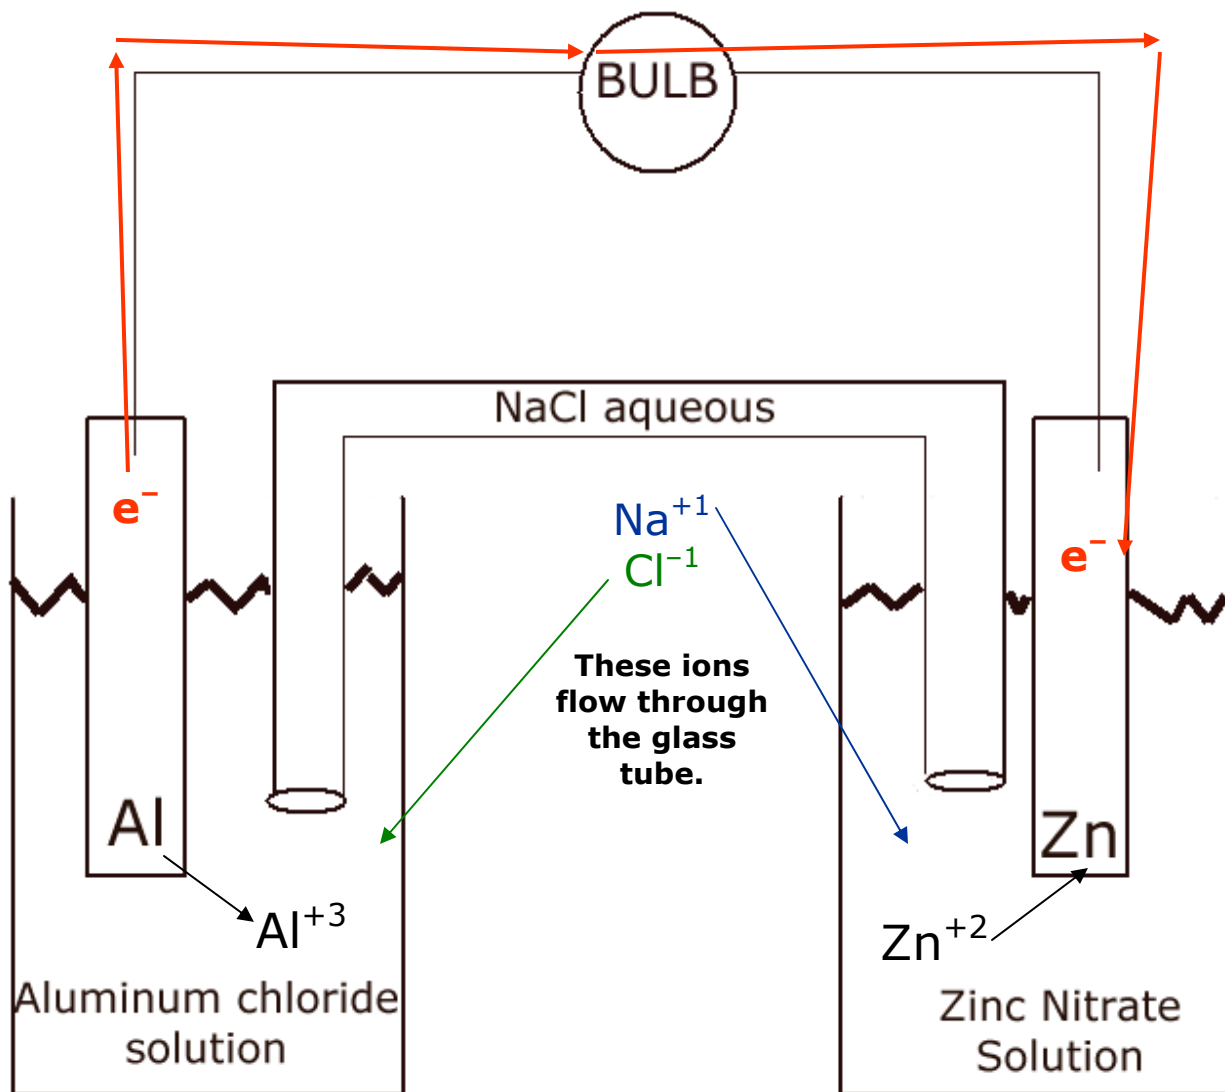 BULB
NaCl aqueous
e⁻
Na⁺¹
Cl⁻¹
e⁻
These ions
flow through
the glass
tube.
Al
Zn
Al⁺³
Zn⁺²
Aluminum chloride
solution
Zinc Nitrate
Solution